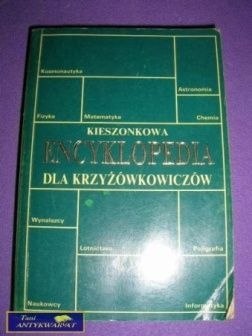 Kosmonautyka
Astronomia
Fizyka
Matematyka
Chemia
KIESZONKOWA
ENCYKLOPEDIA
DLA KRZYŻÓWKOWICZÓW
Wynalazcy
Lotnictwo
Poligrafia
Naukowcy
Informatyka
Tani
ANTYKWARIAT